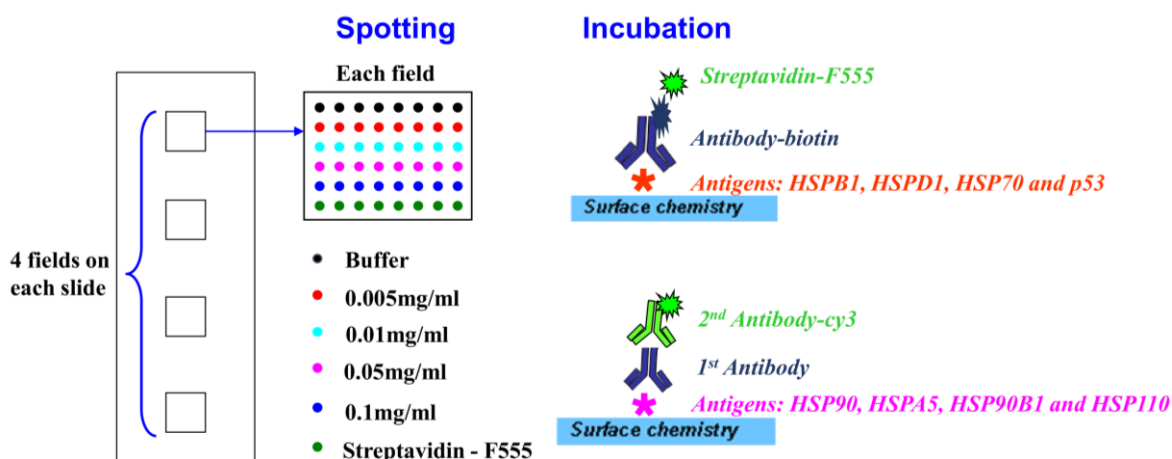 Spotting
Each field
4 fields on
each slide
Buffer
0.005mg/ml
0.01mg/ml
0.05mg/ml
0.1mg/ml
Streptavidin - F555
Incubation
Streptavidin-F555
Antibody-biotin
Antigens: HSPB1, HSPD1, HSP70 and p53
Surface chemistry
2nd Antibody-cy3
1st Antibody
Antigens: HSP90, HSPA5, HSP90B1 and HSP110
Surface chemistry